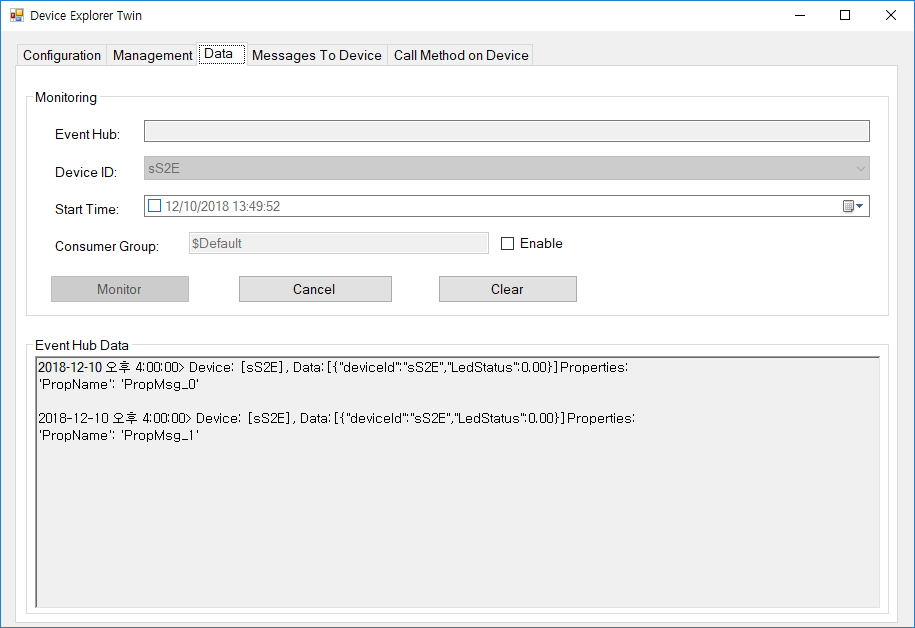 Device Explorer Twin
Configuration Management Data Messages To Device Call Method on Device
Monitoring
Event Hub:
Device ID: sS2E
Start Time: 12/10/2018 13:49:52
Consumer Group: $Default Enable
Monitor Cancel Clear
Event Hub Data
2018-12-10 오후 4:00:00> Device: [sS2E], Data:[{"deviceId":"sS2E","LedStatus":0.00}]Properties:
'PropName': 'PropMsg_0'
2018-12-10 오후 4:00:00> Device: [sS2E], Data:[{"deviceId":"sS2E","LedStatus":0.00}]Properties:
'PropName': 'PropMsg_1'